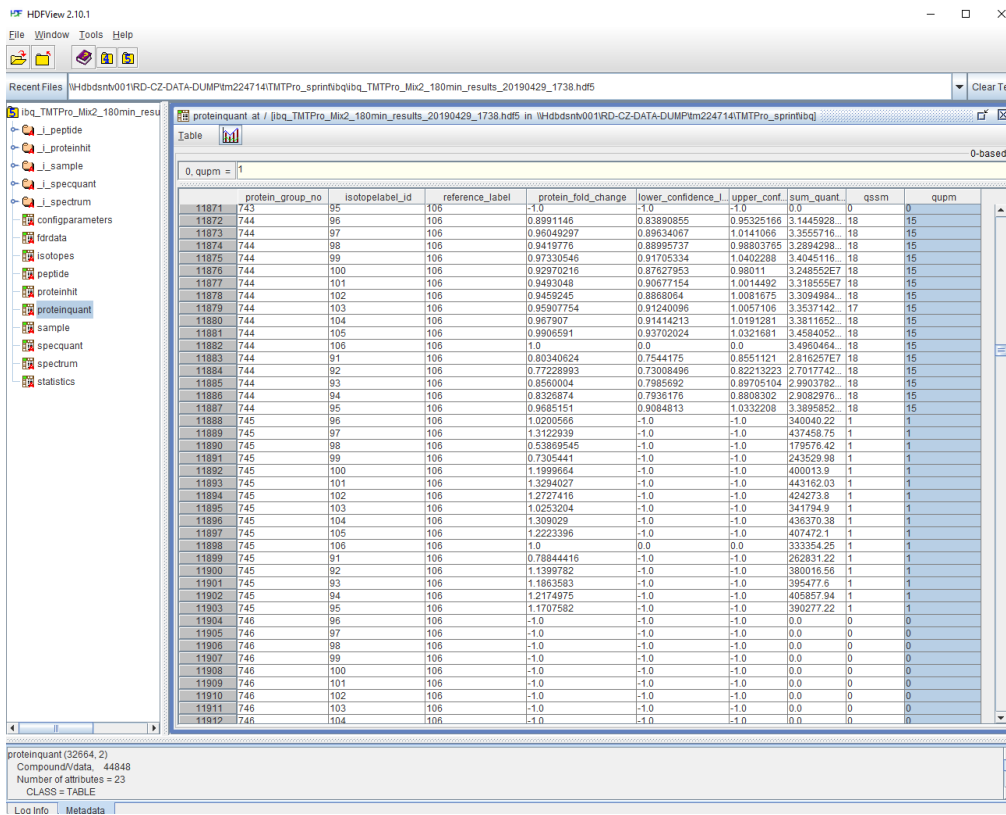 HDFView 2.10.1
File Window Tools Help
Recent Files \\Hdbdsntv001\RD-CZ-DATA-DUMP\tm224714\TMTPro_sprint\ibq\ibq_TMTPro_Mix2_180min_results_20190429_1738.hdf5 Clear Te
ibq_TMTPro_Mix2_180min_resu
_i_peptide
_i_proteinhit
_i_sample
_i_specquant
_i_spectrum
configparameters
fdrdata
isotopes
peptide
proteinhit
proteinquant
sample
specquant
spectrum
statistics
proteinquant at / [ibq_TMTPro_Mix2_180min_results_20190429_1738.hdf5 in \\Hdbdsntv001\RD-CZ-DATA-DUMP\tm224714\TMTPro_sprint\ibq]
Table
0-based
0, qupm = 1
protein_group_no isotopelabel_id reference_label protein_fold_change lower_confidence_l... upper_conf... sum_quant... qssm qupm
11871 743 95 106 -1.0 -1.0 -1.0 0.0 0 0
11872 744 96 106 0.8991146 0.83890855 0.95325166 3.1445928... 18 15
11873 744 97 106 0.96049297 0.89634067 1.0141066 3.3555716... 18 15
11874 744 98 106 0.9419776 0.88995737 0.98803765 3.2894298... 18 15
11875 744 99 106 0.97330546 0.91705334 1.0402288 3.4045116... 18 15
11876 744 100 106 0.92970216 0.87627953 0.98011 3.248552E7 18 15
11877 744 101 106 0.9493048 0.90677154 1.0014492 3.318555E7 18 15
11878 744 102 106 0.9459245 0.8868064 1.0081675 3.3094984... 18 15
11879 744 103 106 0.95907754 0.91240096 1.0057106 3.3537142... 17 15
11880 744 104 106 0.967907 0.91414213 1.0191281 3.3811652... 18 15
11881 744 105 106 0.9906591 0.93702024 1.0321681 3.4584052... 18 15
11882 744 106 106 1.0 0.0 0.0 3.4960464... 18 15
11883 744 91 106 0.80340624 0.7544175 0.8551121 2.816257E7 18 15
11884 744 92 106 0.77228993 0.73008496 0.82213223 2.7017742... 18 15
11885 744 93 106 0.8560004 0.7985692 0.89705104 2.9903782... 18 15
11886 744 94 106 0.8326874 0.7936176 0.8808302 2.9082976... 18 15
11887 744 95 106 0.9685151 0.9084813 1.0332208 3.3895852... 18 15
11888 745 96 106 1.0200566 -1.0 -1.0 340040.22 1 1
11889 745 97 106 1.3122939 -1.0 -1.0 437458.75 1 1
11890 745 98 106 0.53869545 -1.0 -1.0 179576.42 1 1
11891 745 99 106 0.7305441 -1.0 -1.0 243529.98 1 1
11892 745 100 106 1.1999664 -1.0 -1.0 400013.9 1 1
11893 745 101 106 1.3294027 -1.0 -1.0 443162.03 1 1
11894 745 102 106 1.2727416 -1.0 -1.0 424273.8 1 1
11895 745 103 106 1.0253204 -1.0 -1.0 341794.9 1 1
11896 745 104 106 1.309029 -1.0 -1.0 436370.38 1 1
11897 745 105 106 1.2223396 -1.0 -1.0 407472.1 1 1
11898 745 106 106 1.0 0.0 0.0 333354.25 1 1
11899 745 91 106 0.78844416 -1.0 -1.0 262831.22 1 1
11900 745 92 106 1.1399782 -1.0 -1.0 380016.56 1 1
11901 745 93 106 1.1863583 -1.0 -1.0 395477.6 1 1
11902 745 94 106 1.2174975 -1.0 -1.0 405857.94 1 1
11903 745 95 106 1.1707582 -1.0 -1.0 390277.22 1 1
11904 746 96 106 -1.0 -1.0 -1.0 0.0 0 0
11905 746 97 106 -1.0 -1.0 -1.0 0.0 0 0
11906 746 98 106 -1.0 -1.0 -1.0 0.0 0 0
11907 746 99 106 -1.0 -1.0 -1.0 0.0 0 0
11908 746 100 106 -1.0 -1.0 -1.0 0.0 0 0
11909 746 101 106 -1.0 -1.0 -1.0 0.0 0 0
11910 746 102 106 -1.0 -1.0 -1.0 0.0 0 0
11911 746 103 106 -1.0 -1.0 -1.0 0.0 0 0
11912 746 104 106 -1.0 -1.0 -1.0 0.0 0 0
proteinquant (32664, 2)
Compound/Vdata, 44848
Number of attributes = 23
CLASS = TABLE
Log Info Metadata